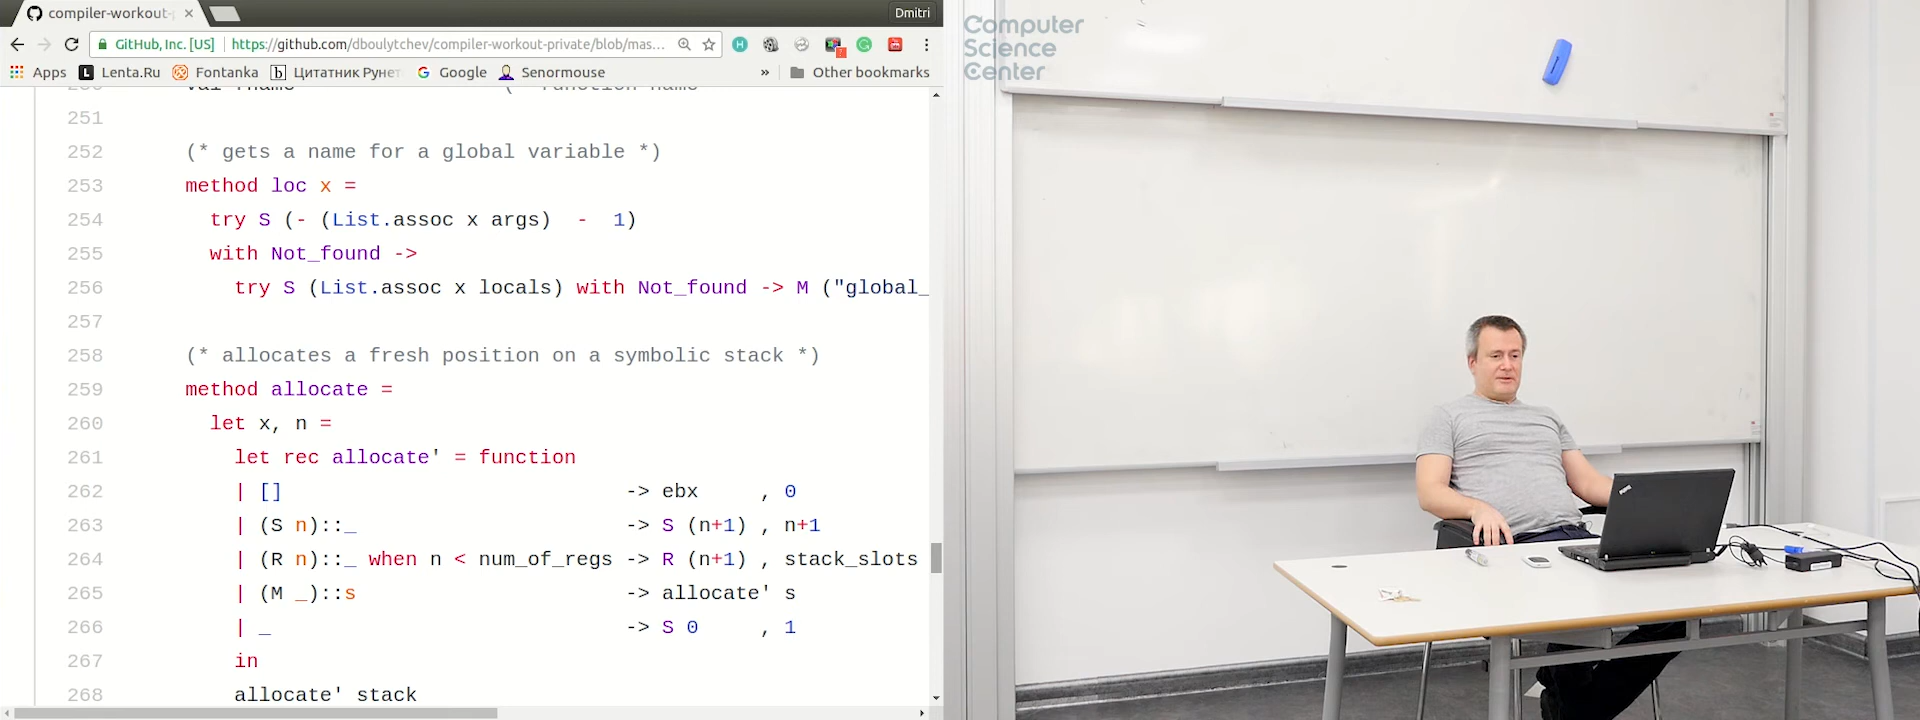 compiler-workout-
Dmitri
GitHub, Inc. [US]
https://github.com/dboulytchev/compiler-workout-private/blob/mas...
Apps
Lenta.Ru
Fontanka
Цитатник Рунет
Google
Senormouse
»
Other bookmarks
251
252 (* gets a name for a global variable *)
253 method loc x =
254 try S (- (List.assoc x args) - 1)
255 with Not_found ->
256 try S (List.assoc x locals) with Not_found -> M ("global_
257
258 (* allocates a fresh position on a symbolic stack *)
259 method allocate =
260 let x, n =
261 let rec allocate' = function
262 | [] -> ebx , 0
263 | (S n)::_ -> S (n+1) , n+1
264 | (R n)::_ when n < num_of_regs -> R (n+1) , stack_slots
265 | (M _)::s -> allocate' s
266 | _ -> S 0 , 1
267 in
268 allocate' stack
Computer
Science
Center